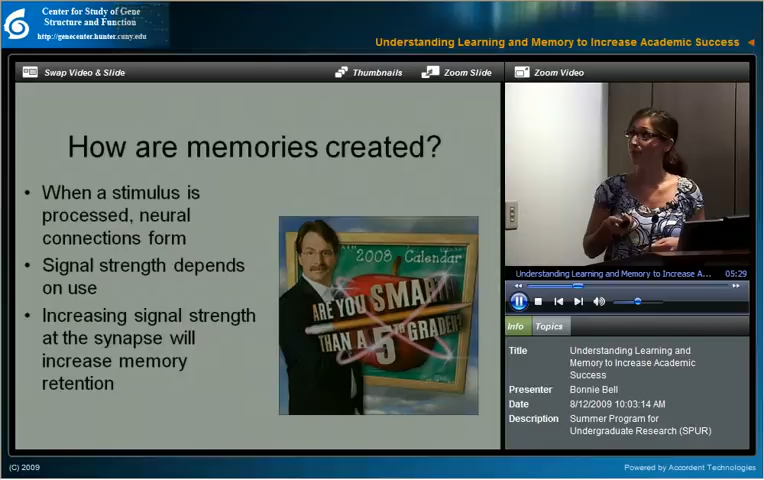 Center for Study of Gene
Structure and Function
http://genecenter.hunter.cuny.edu
Understanding Learning and Memory to Increase Academic Success
Swap Video & Slide
Thumbnails
Zoom Slide
Zoom Video
How are memories created?
• When a stimulus is
processed, neural
connections form
• Signal strength depends
on use
• Increasing signal strength
at the synapse will
increase memory
retention
2008 Calendar
ARE YOU SMARTER
THAN A 5TH GRADER?
Understanding Learning and Memory to Increase A...
05:29
Info
Topics
Title
Understanding Learning and
Memory to Increase Academic
Success
Presenter
Bonnie Bell
Date
8/12/2009 10:03:14 AM
Description
Summer Program for
Undergraduate Research (SPUR)
(C) 2009
Powered by Accordent Technologies